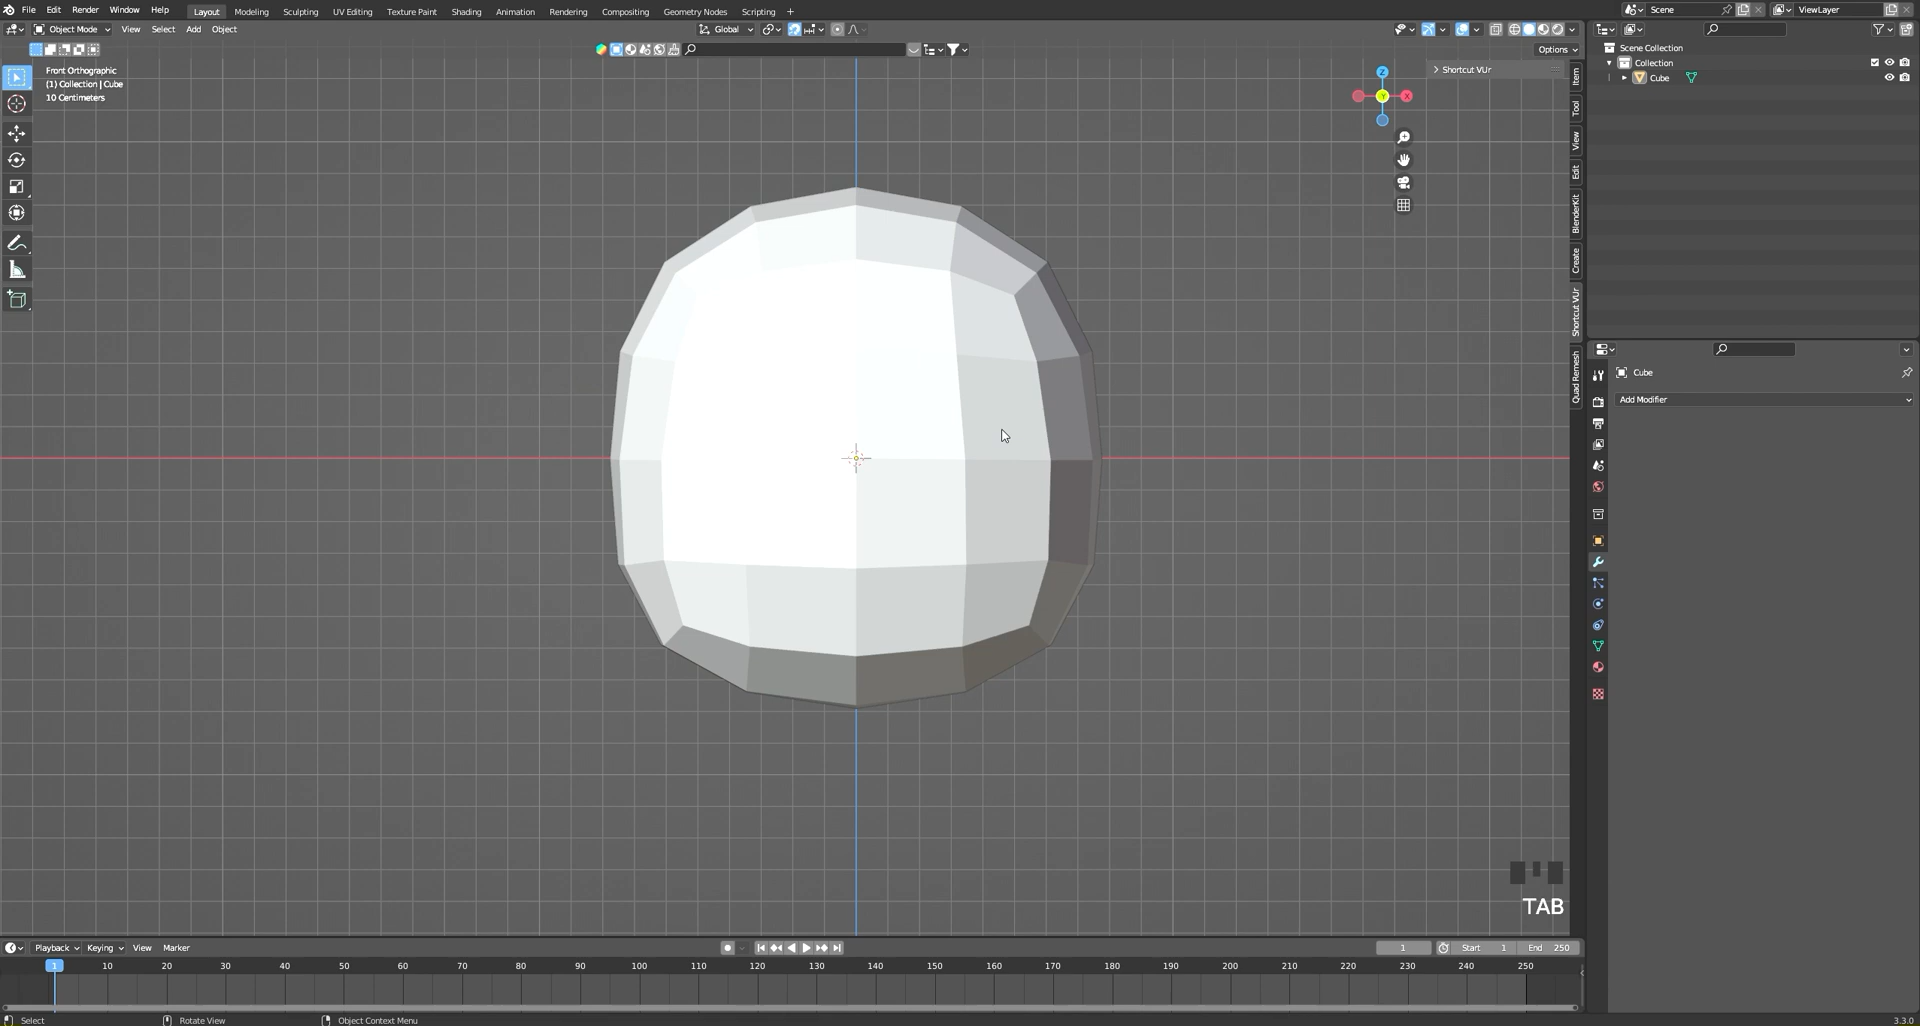 File Edit Render Window Help Layout Modeling Sculpting UV Editing Texture Paint Shading Animation Rendering Compositing Geometry Nodes Scripting + Scene ViewLayer
Object Mode View Select Add Object Global
Options
Front Orthographic
(1) Collection | Cube
10 Centimeters
Z
Y
X
Shortcut VUr
Item
Tool
View
Edit
BlenderKit
Create
Shortcut VUr
Quad Remesh
Scene Collection
Collection
Cube
Cube
Add Modifier
TAB
Playback Keying View Marker 1 Start 1 End 250
1 10 20 30 40 50 60 70 80 90 100 110 120 130 140 150 160 170 180 190 200 210 220 230 240 250
Select Rotate View Object Context Menu 3.3.0